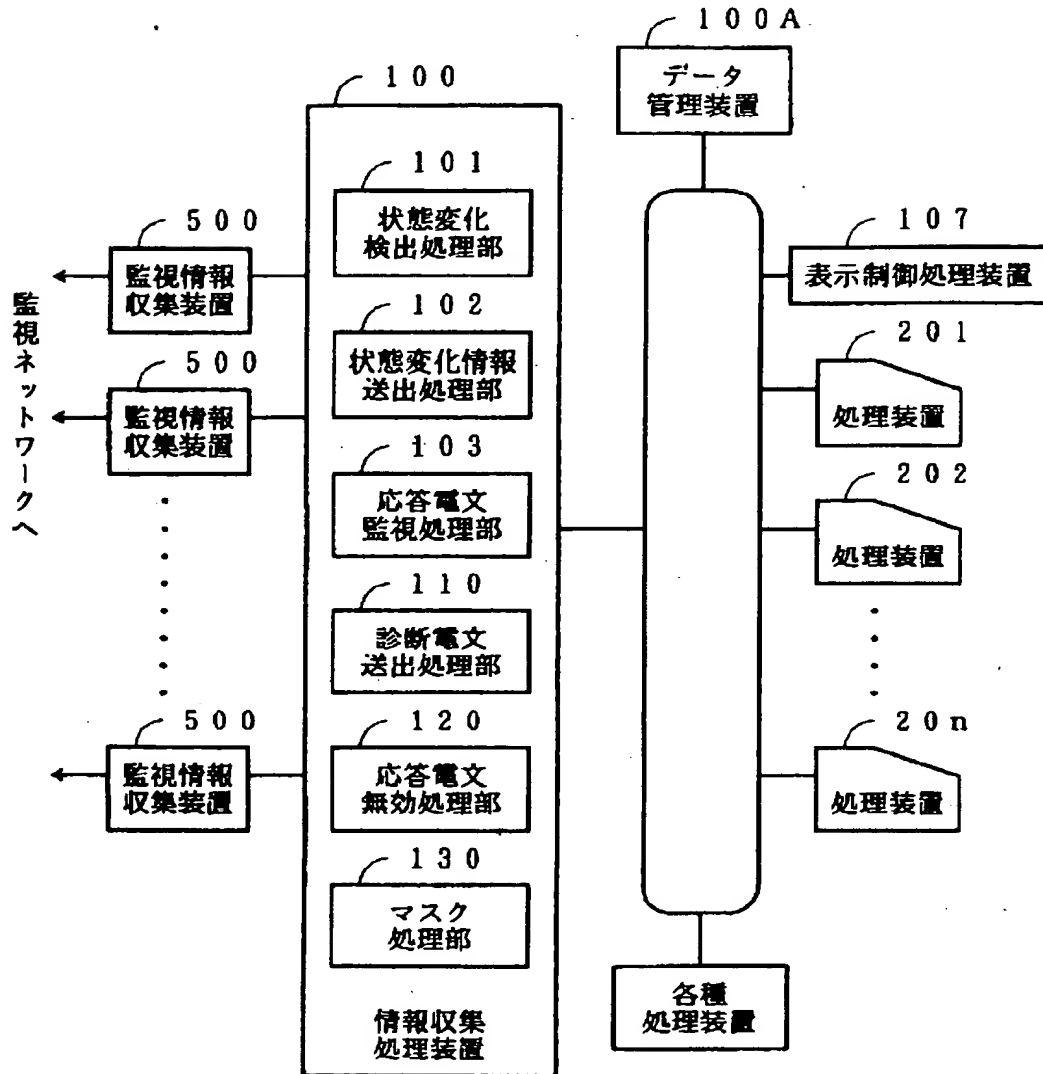 100A
データ
管理装置
100
101
状態変化
検出処理部
500
監視情報
収集装置
107
表示制御処理装置
監視ネットワークへ
102
状態変化情報
送出処理部
500
監視情報
収集装置
201
処理装置
103
応答電文
監視処理部
202
処理装置
110
診断電文
送出処理部
500
監視情報
収集装置
120
応答電文
無効処理部
20n
処理装置
130
マスク
処理部
情報収集
処理装置
各種
処理装置